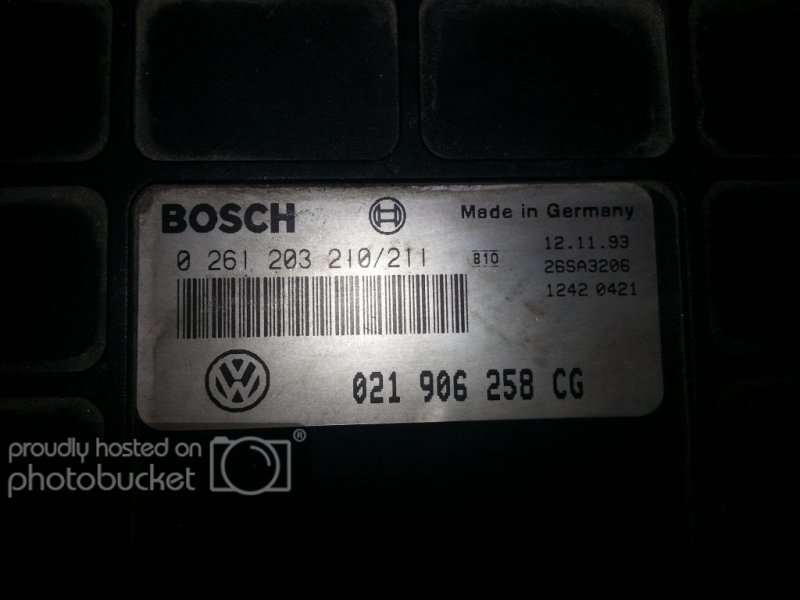 BOSCH
Made in Germany
0 261 203 210/211
810
12.11.93
26SA3206
1242 0421
VW
021 906 258 CG
proudly hosted on
photobucket ®